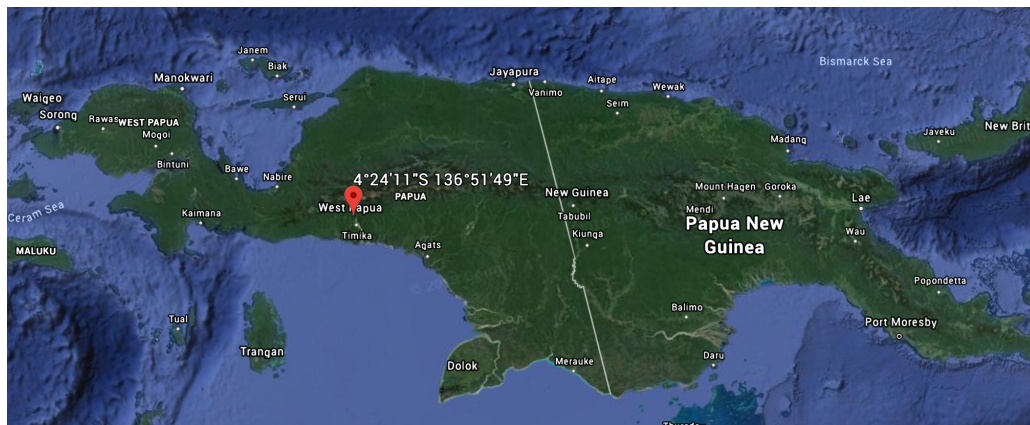 Janem
Biak
Manokwari
Serui
Waigeo
Sorong
Rawas
WEST PAPUA
Mogoi
Bintuni
Bawe
Nabire
Jayapura
Vanimo
Aitape
Seim
Wewak
Bismarck Sea
Madang
Javeku
New Brit
4°24'11"S 136°51'49"E
PAPUA
West Papua
Timika
Kaimana
Ceram Sea
MALUKU
Agats
New Guinea
Tabubil
Kiunga
Mount Hagen
Goroka
Mendi
Papua New
Guinea
Lae
Wau
Popondetta
Port Moresby
Balimo
Daru
Merauke
Dolok
Trangan
Tual